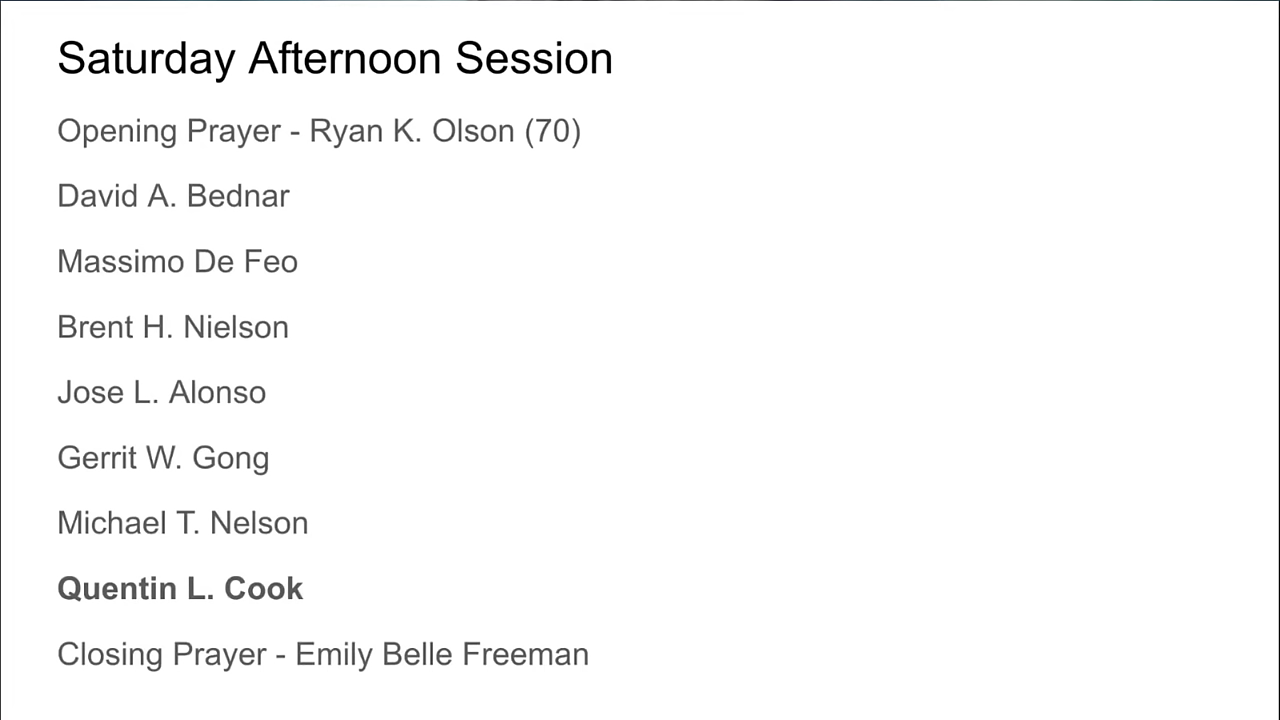 Saturday Afternoon Session
Opening Prayer - Ryan K. Olson (70)
David A. Bednar
Massimo De Feo
Brent H. Nielson
Jose L. Alonso
Gerrit W. Gong
Michael T. Nelson
Quentin L. Cook
Closing Prayer - Emily Belle Freeman